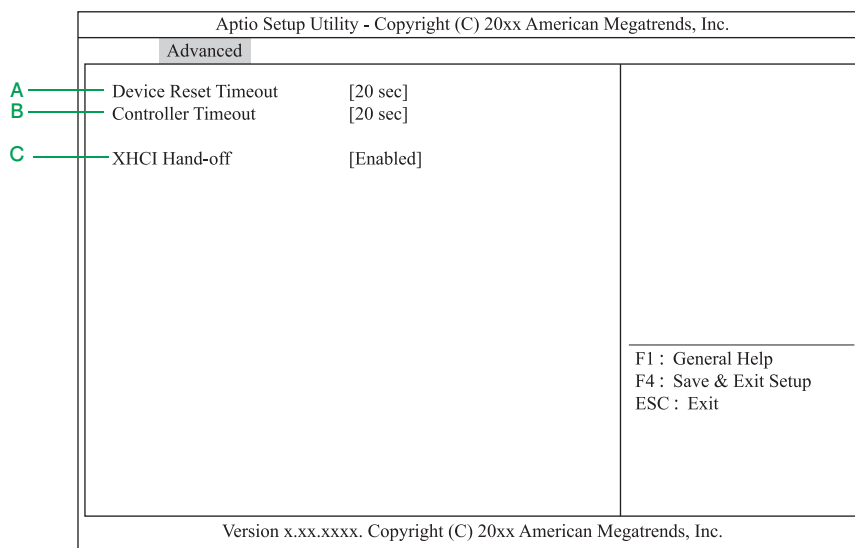 Aptio Setup Utility - Copyright (C) 20xx American Megatrends, Inc.
Advanced
A Device Reset Timeout [20 sec]
B Controller Timeout [20 sec]
C XHCI Hand-off [Enabled]
F1 : General Help
F4 : Save & Exit Setup
ESC : Exit
Version x.xx.xxxx. Copyright (C) 20xx American Megatrends, Inc.